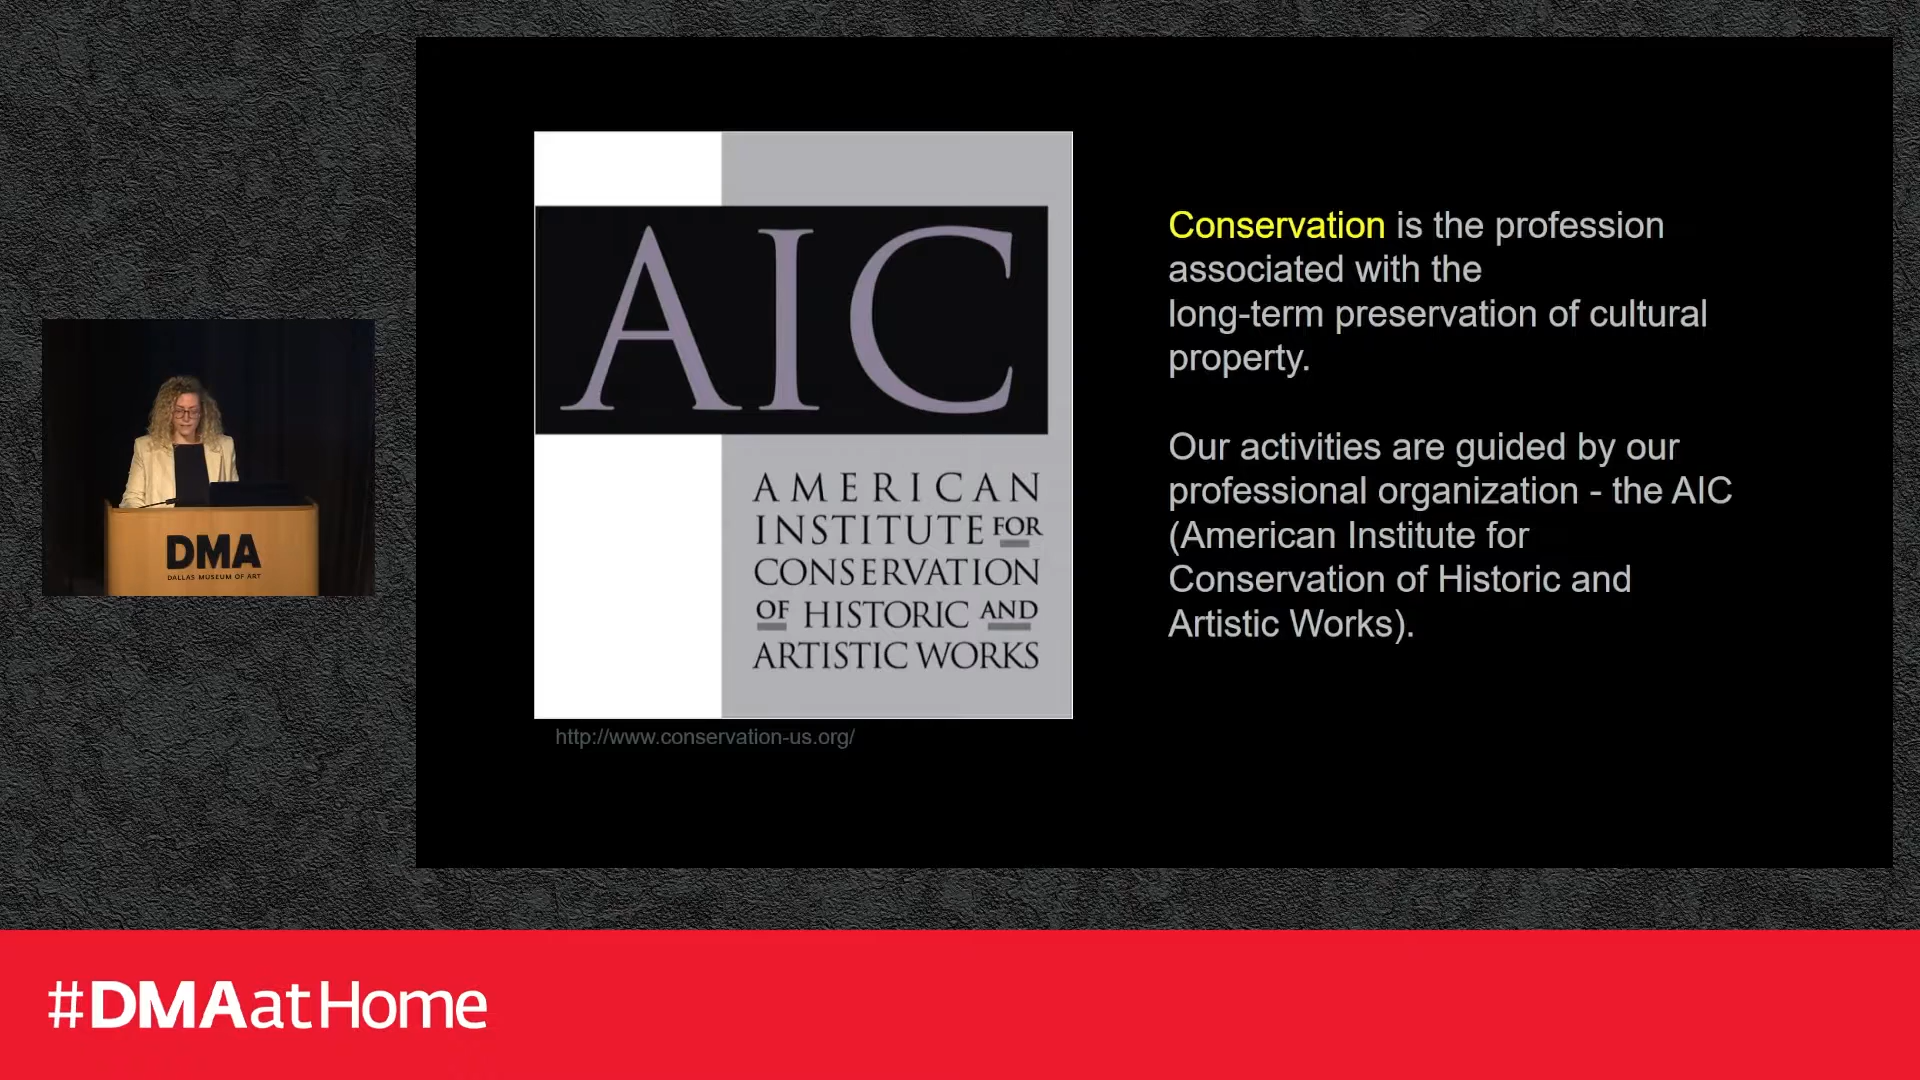 AIC
AMERICAN
INSTITUTE FOR
CONSERVATION
OF HISTORIC AND
ARTISTIC WORKS
http://www.conservation-us.org/
Conservation is the profession
associated with the
long-term preservation of cultural
property.
Our activities are guided by our
professional organization - the AIC
(American Institute for
Conservation of Historic and
Artistic Works).
DMA
DALLAS MUSEUM OF ART
#DMAatHome